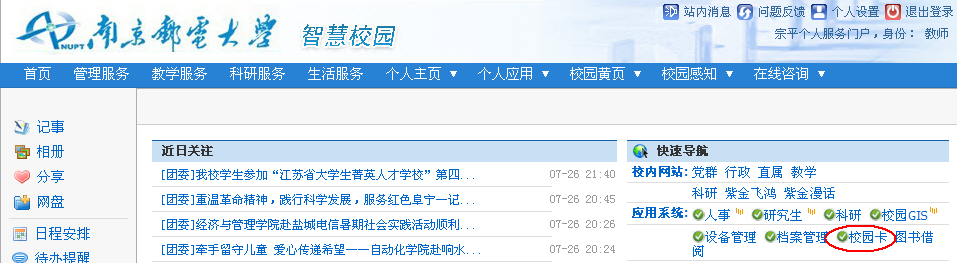 站内消息 问题反馈 个人设置 退出登录
NUPT 南京邮电大学 智慧校园
宗平个人服务门户，身份： 教师
首页 管理服务 教学服务 科研服务 生活服务 个人主页 ▼ 个人应用 ▼ 校园黄页 ▼ 校园感知 ▼ 在线咨询 ▼
记事
相册
分享
网盘
日程安排
待办提醒
近日关注
[团委]我校学生参加“江苏省大学生菁英人才学校”第四... 07-26 21:40
[团委]重温革命精神，践行科学发展，服务红色阜宁—记... 07-26 20:45
[团委]经济与管理学院赴盐城电信暑期社会实践活动顺利... 07-26 20:26
[团委]牵手留守儿童 爱心传递希望——自动化学院赴响水... 07-26 20:24
快速导航
校内网站: 党群 行政 直属 教学
科研 紫金飞鸿 紫金漫话
应用系统: 人事 研究生 科研 校园GIS
设备管理 档案管理 校园卡 图书借
阅